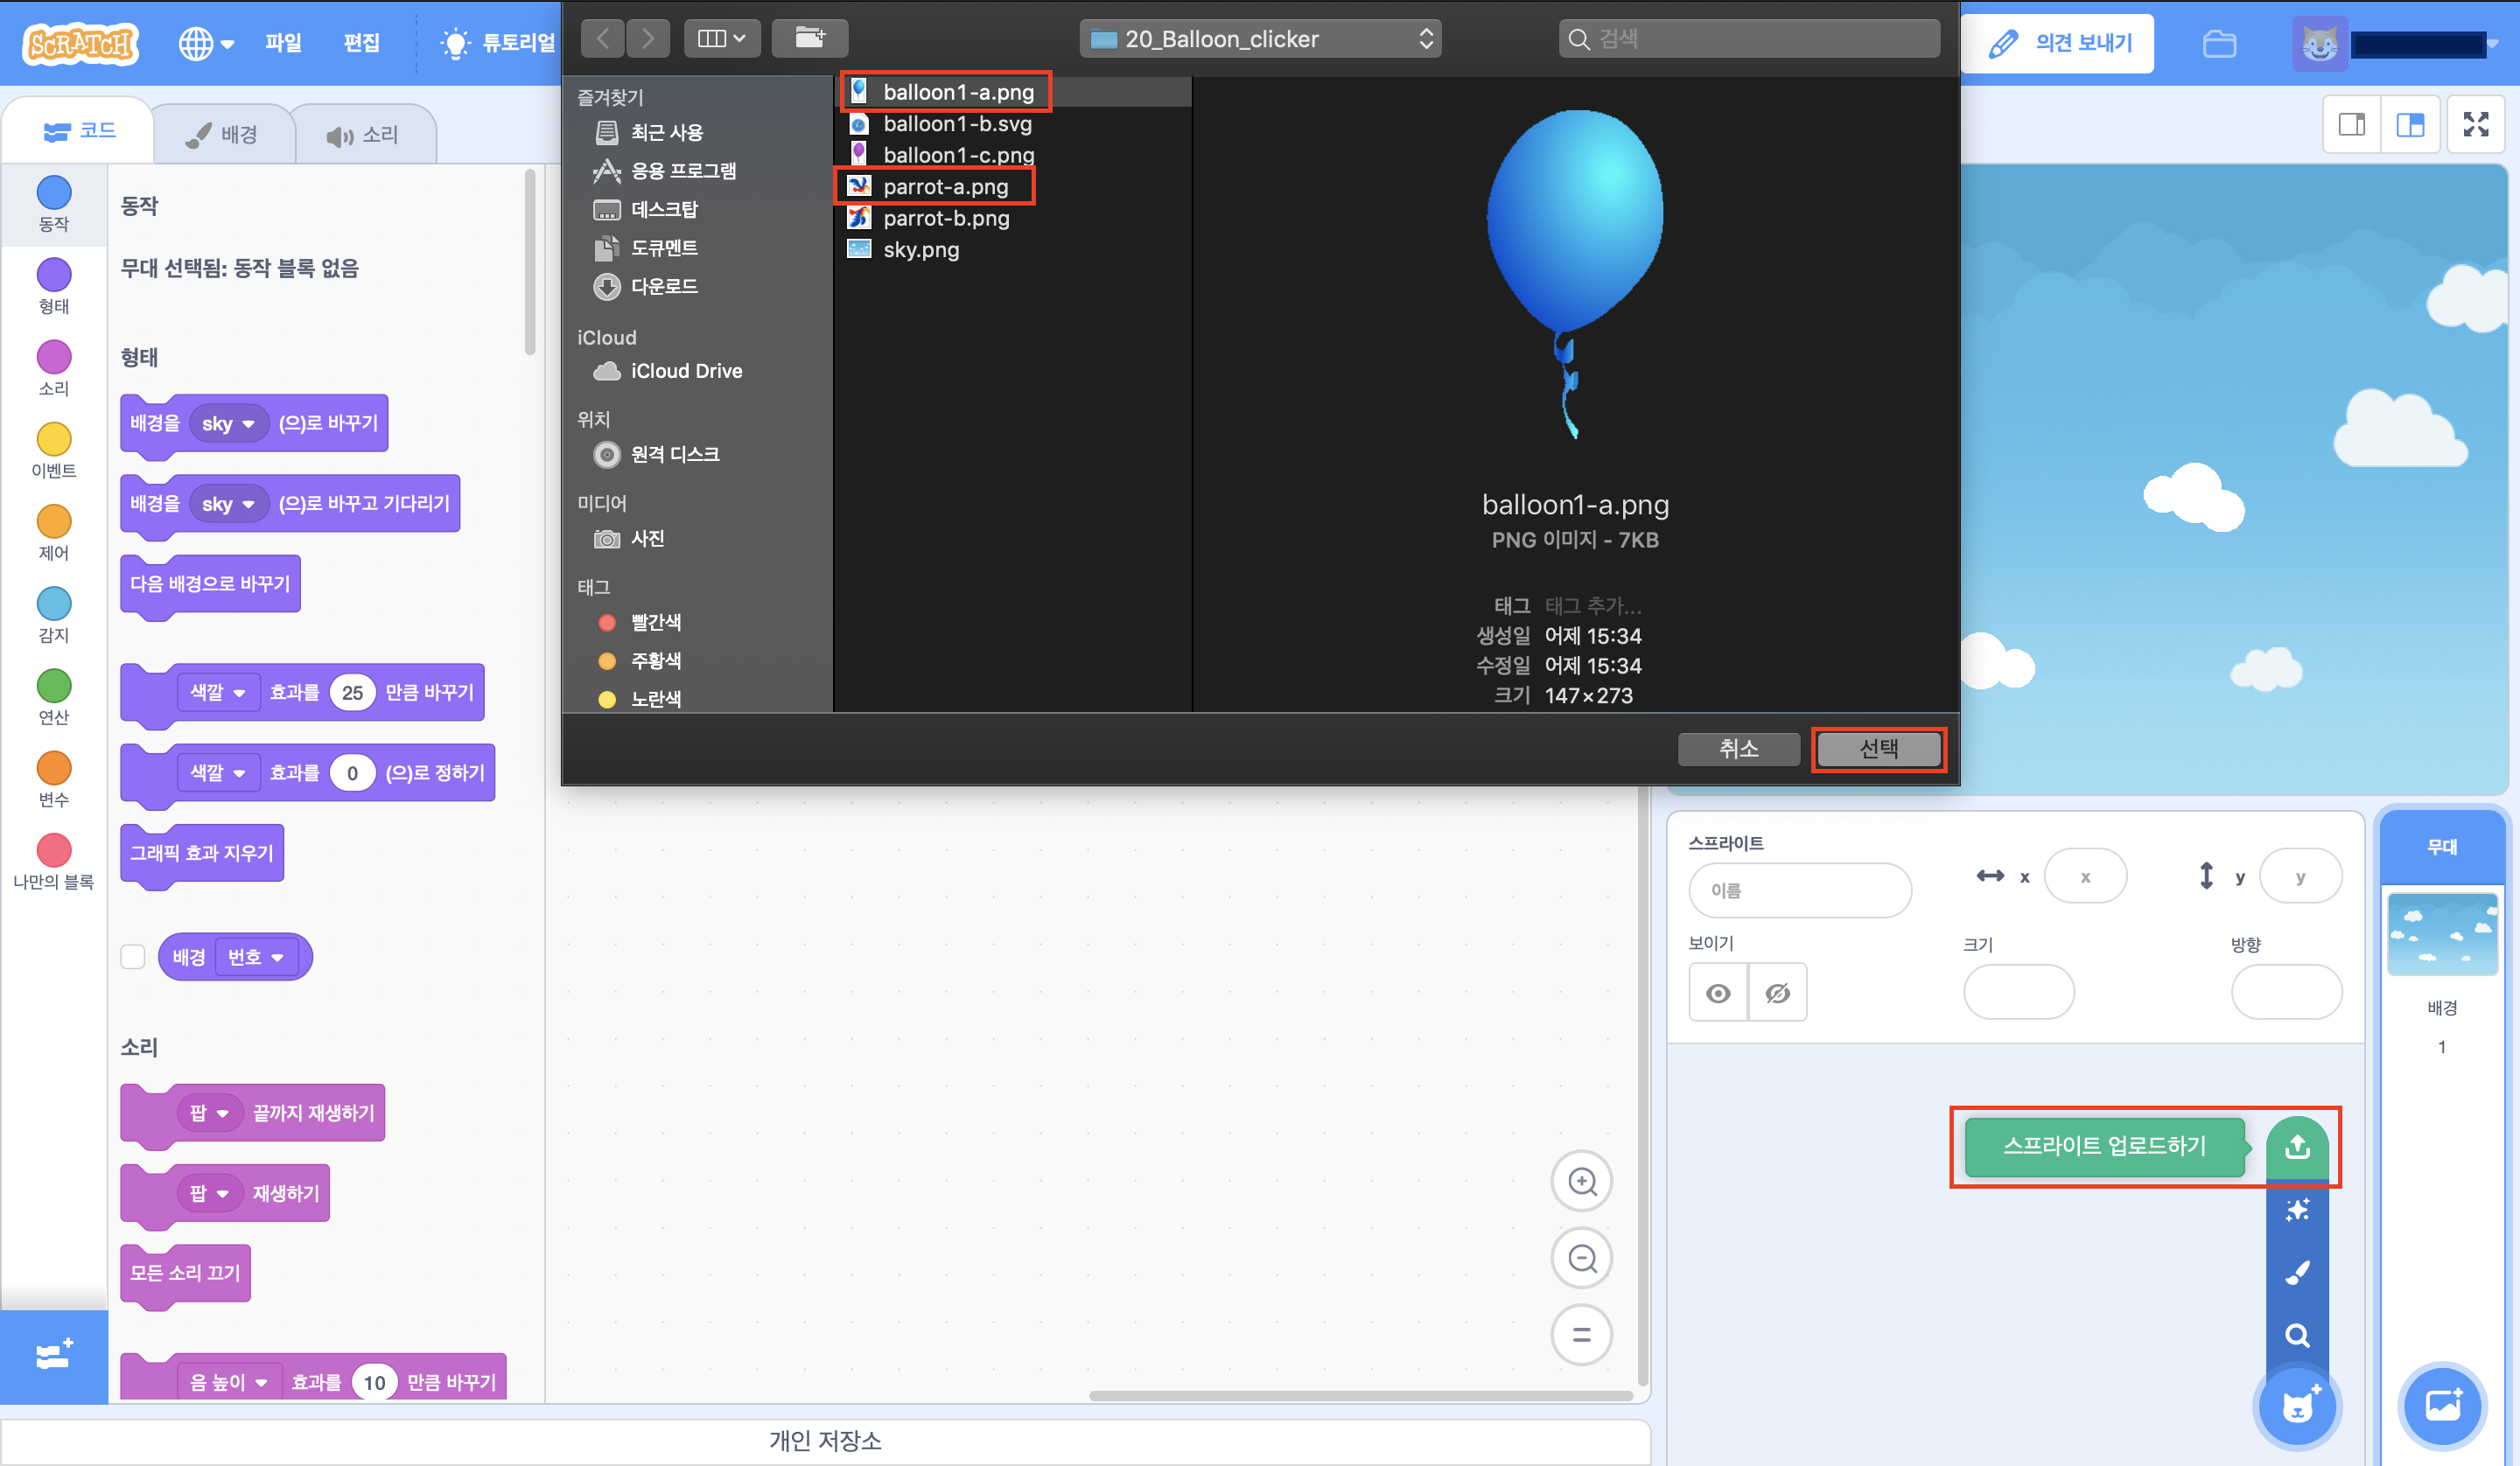 SCRATCH
파일
편집
튜토리얼
20_Balloon_clicker
검색
의견 보내기
코드
배경
소리
동작
형태
소리
이벤트
제어
감지
연산
변수
나만의 블록
동작
무대 선택됨: 동작 블록 없음
형태
배경을 sky (으)로 바꾸기
배경을 sky (으)로 바꾸고 기다리기
다음 배경으로 바꾸기
색깔 효과를 25 만큼 바꾸기
색깔 효과를 0 (으)로 정하기
그래픽 효과 지우기
배경 번호
소리
팝 끝까지 재생하기
팝 재생하기
모든 소리 끄기
음 높이 효과를 10 만큼 바꾸기
개인 저장소
즐겨찾기
최근 사용
응용 프로그램
데스크탑
도큐멘트
다운로드
iCloud
iCloud Drive
위치
원격 디스크
미디어
사진
태그
빨간색
주황색
노란색
balloon1-a.png
balloon1-b.svg
balloon1-c.png
parrot-a.png
parrot-b.png
sky.png
balloon1-a.png
PNG 이미지 - 7KB
태그 태그 추가...
생성일 어제 15:34
수정일 어제 15:34
크기 147×273
취소
선택
스프라이트
이름
x x
y y
보이기
크기
방향
스프라이트 업로드하기
무대
배경
1